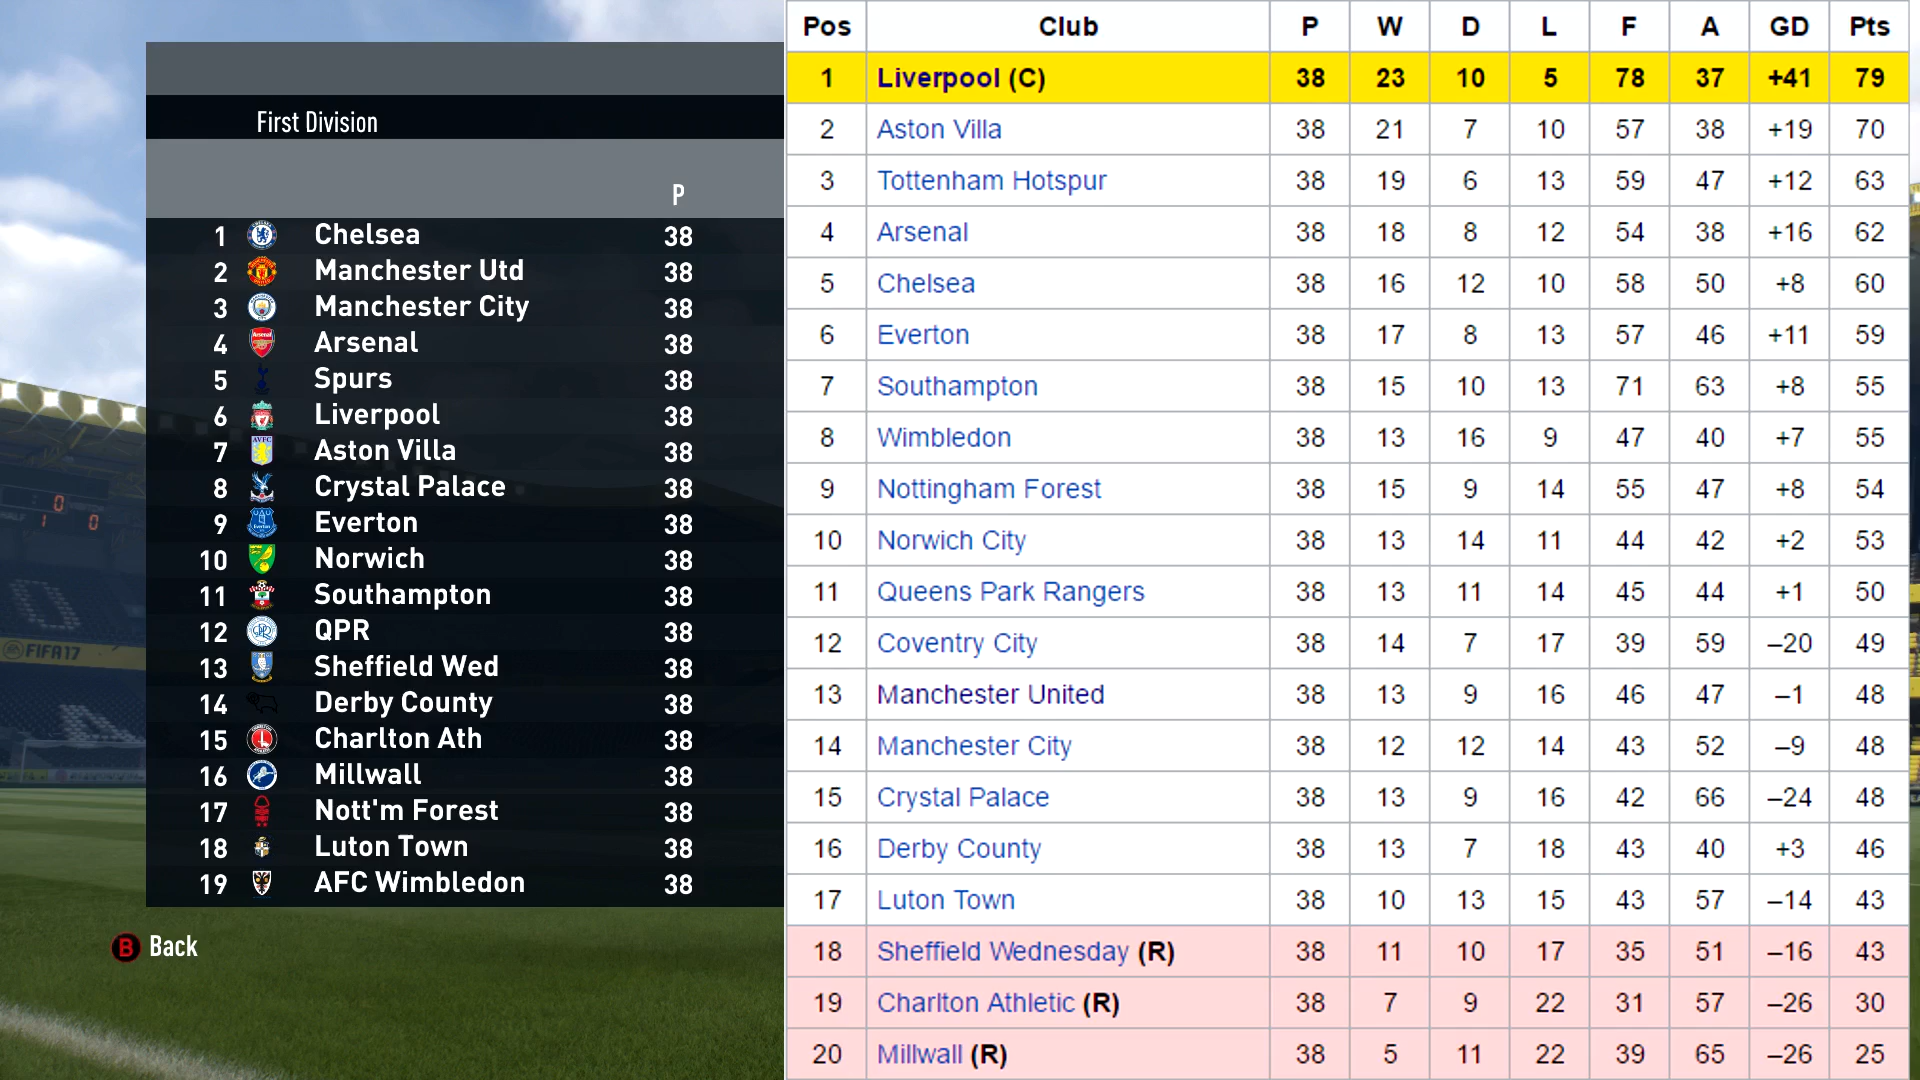 First Division
P
1 Chelsea 38
2 Manchester Utd 38
3 Manchester City 38
4 Arsenal 38
5 Spurs 38
6 Liverpool 38
7 Aston Villa 38
8 Crystal Palace 38
9 Everton 38
10 Norwich 38
11 Southampton 38
12 QPR 38
13 Sheffield Wed 38
14 Derby County 38
15 Charlton Ath 38
16 Millwall 38
17 Nott'm Forest 38
18 Luton Town 38
19 AFC Wimbledon 38
B Back
FIFA 17
Pos Club P W D L F A GD Pts
1 Liverpool (C) 38 23 10 5 78 37 +41 79
2 Aston Villa 38 21 7 10 57 38 +19 70
3 Tottenham Hotspur 38 19 6 13 59 47 +12 63
4 Arsenal 38 18 8 12 54 38 +16 62
5 Chelsea 38 16 12 10 58 50 +8 60
6 Everton 38 17 8 13 57 46 +11 59
7 Southampton 38 15 10 13 71 63 +8 55
8 Wimbledon 38 13 16 9 47 40 +7 55
9 Nottingham Forest 38 15 9 14 55 47 +8 54
10 Norwich City 38 13 14 11 44 42 +2 53
11 Queens Park Rangers 38 13 11 14 45 44 +1 50
12 Coventry City 38 14 7 17 39 59 –20 49
13 Manchester United 38 13 9 16 46 47 –1 48
14 Manchester City 38 12 12 14 43 52 –9 48
15 Crystal Palace 38 13 9 16 42 66 –24 48
16 Derby County 38 13 7 18 43 40 +3 46
17 Luton Town 38 10 13 15 43 57 –14 43
18 Sheffield Wednesday (R) 38 11 10 17 35 51 –16 43
19 Charlton Athletic (R) 38 7 9 22 31 57 –26 30
20 Millwall (R) 38 5 11 22 39 65 –26 25